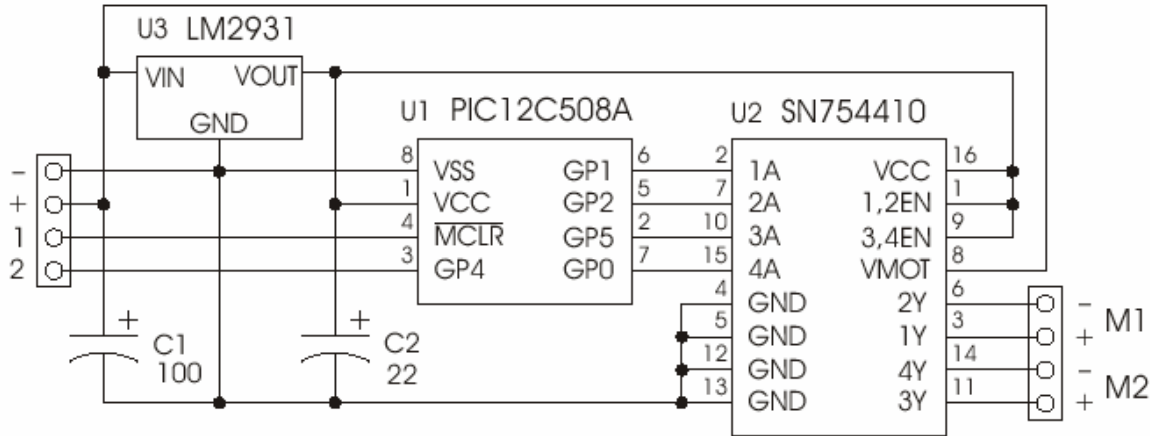 U3 LM2931
VIN VOUT
GND
U1 PIC12C508A
U2 SN754410
- 8 VSS GP1 6 2 1A VCC 16
+ 1 VCC GP2 5 7 2A 1,2EN 1
1 4 MCLR GP5 2 10 3A 3,4EN 9
2 3 GP4 GP0 7 15 4A VMOT 8
4 GND 2Y 6 -
M1
+ C1 100
+ C2 22
5 GND 1Y 3 +
12 GND 4Y 14 -
M2
13 GND 3Y 11 +